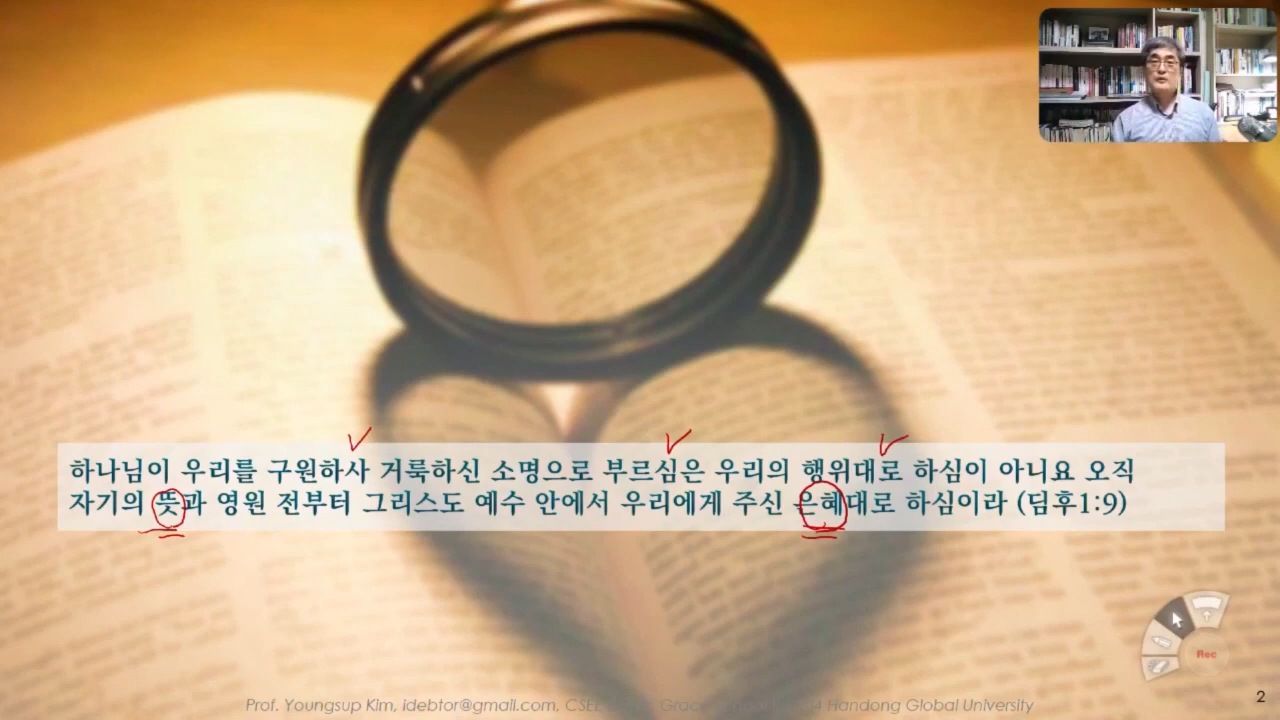 하나님이 우리를 구원하사 거룩하신 소명으로 부르심은 우리의 행위대로 하심이 아니요 오직
자기의 뜻과 영원 전부터 그리스도 예수 안에서 우리에게 주신 은혜대로 하심이라 (딤후1:9)
Rec
Prof. Youngsup Kim, idebtor@gmail.com, Handong Global University
2